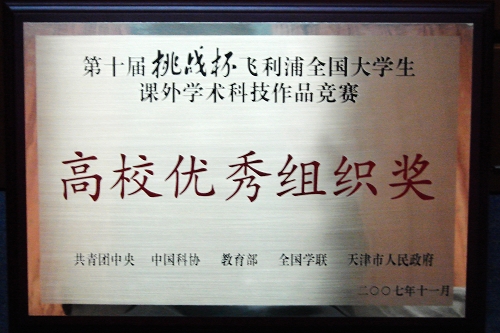 第十届挑战杯飞利浦全国大学生
课外学术科技作品竞赛
高校优秀组织奖
共青团中央 中国科协 教育部 全国学联 天津市人民政府
二〇〇七年十一月